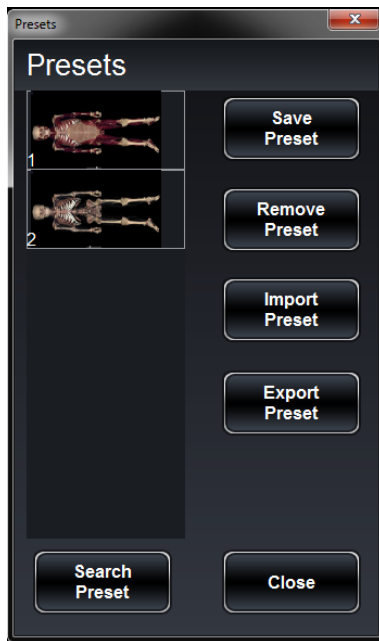 Presets
Presets
1
2
Save
Preset
Remove
Preset
Import
Preset
Export
Preset
Search
Preset
Close